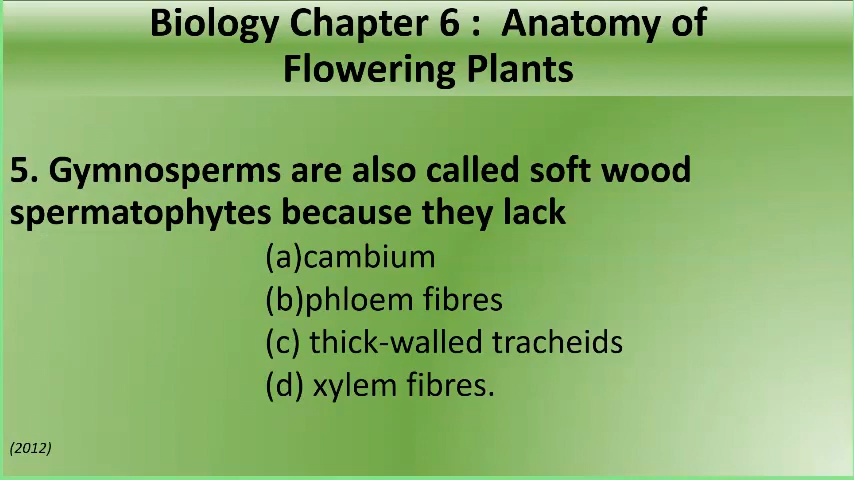 Biology Chapter 6 :  Anatomy of
Flowering Plants
5. Gymnosperms are also called soft wood
spermatophytes because they lack
(a)cambium
(b)phloem fibres
(c) thick-walled tracheids
(d) xylem fibres.
(2012)